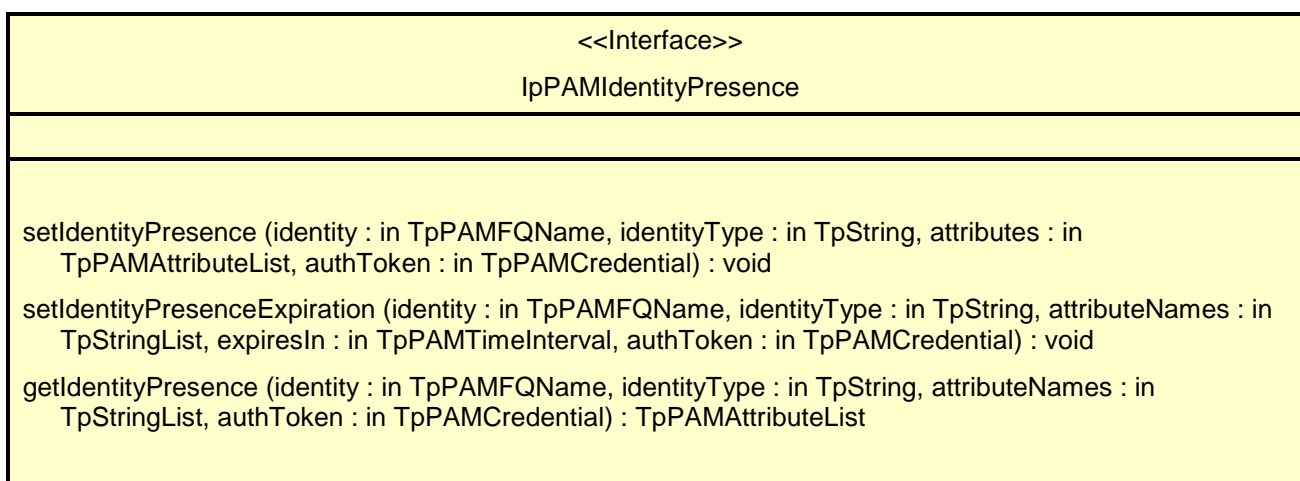 <<Interface>>
IpPAMIdentityPresence
setIdentityPresence (identity : in TpPAMFQName, identityType : in TpString, attributes : in
TpPAMAttributeList, authToken : in TpPAMCredential) : void
setIdentityPresenceExpiration (identity : in TpPAMFQName, identityType : in TpString, attributeNames : in
TpStringList, expiresIn : in TpPAMTimeInterval, authToken : in TpPAMCredential) : void
getIdentityPresence (identity : in TpPAMFQName, identityType : in TpString, attributeNames : in
TpStringList, authToken : in TpPAMCredential) : TpPAMAttributeList